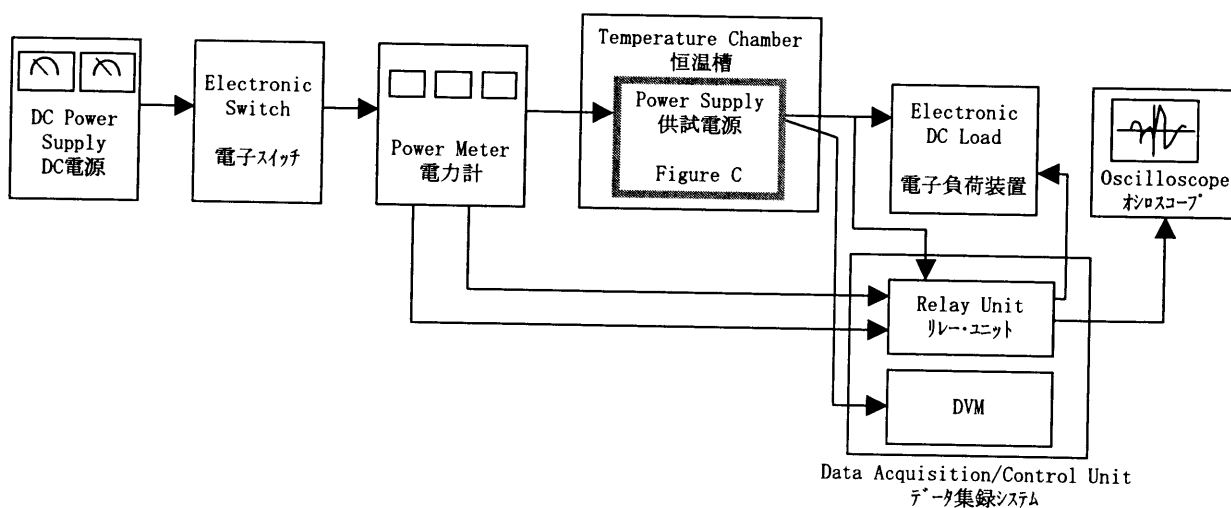 DC Power
Supply
DC電源
Electronic
Switch
電子ｽｲｯﾁ
Power Meter
電力計
Temperature Chamber
恒温槽
Power Supply
供試電源
Figure C
Electronic
DC Load
電子負荷装置
Oscilloscope
ｵｼﾛｽｺｰﾌﾟ
Relay Unit
ﾘﾚｰ･ﾕﾆｯﾄ
DVM
Data Acquisition/Control Unit
ﾃﾞｰﾀ集録ｼｽﾃﾑ